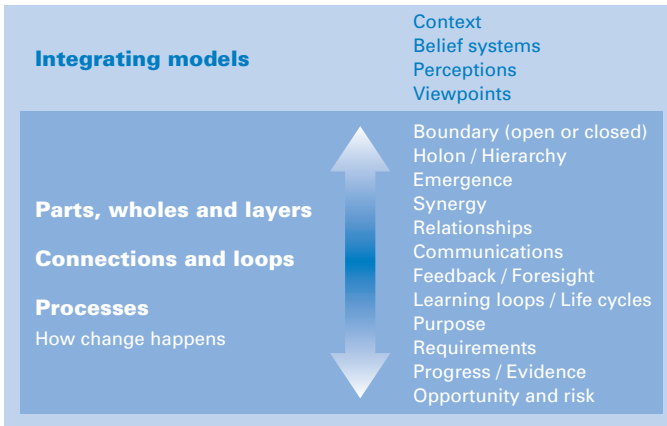 Integrating models
Context
Belief systems
Perceptions
Viewpoints
Parts, wholes and layers
Connections and loops
Processes
How change happens
Boundary (open or closed)
Holon / Hierarchy
Emergence
Synergy
Relationships
Communications
Feedback / Foresight
Learning loops / Life cycles
Purpose
Requirements
Progress / Evidence
Opportunity and risk